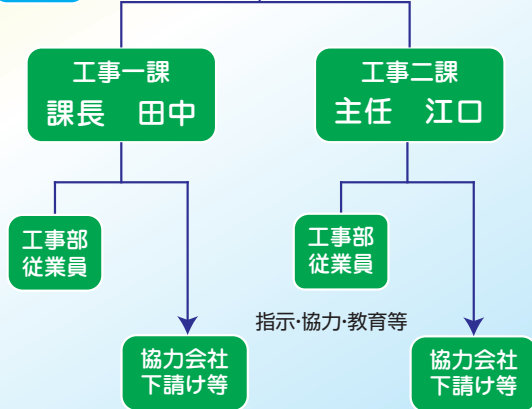 工事一課
課長　田中
工事二課
主任　江口
工事部
従業員
工事部
従業員
指示・協力・教育等
協力会社
下請け等
協力会社
下請け等